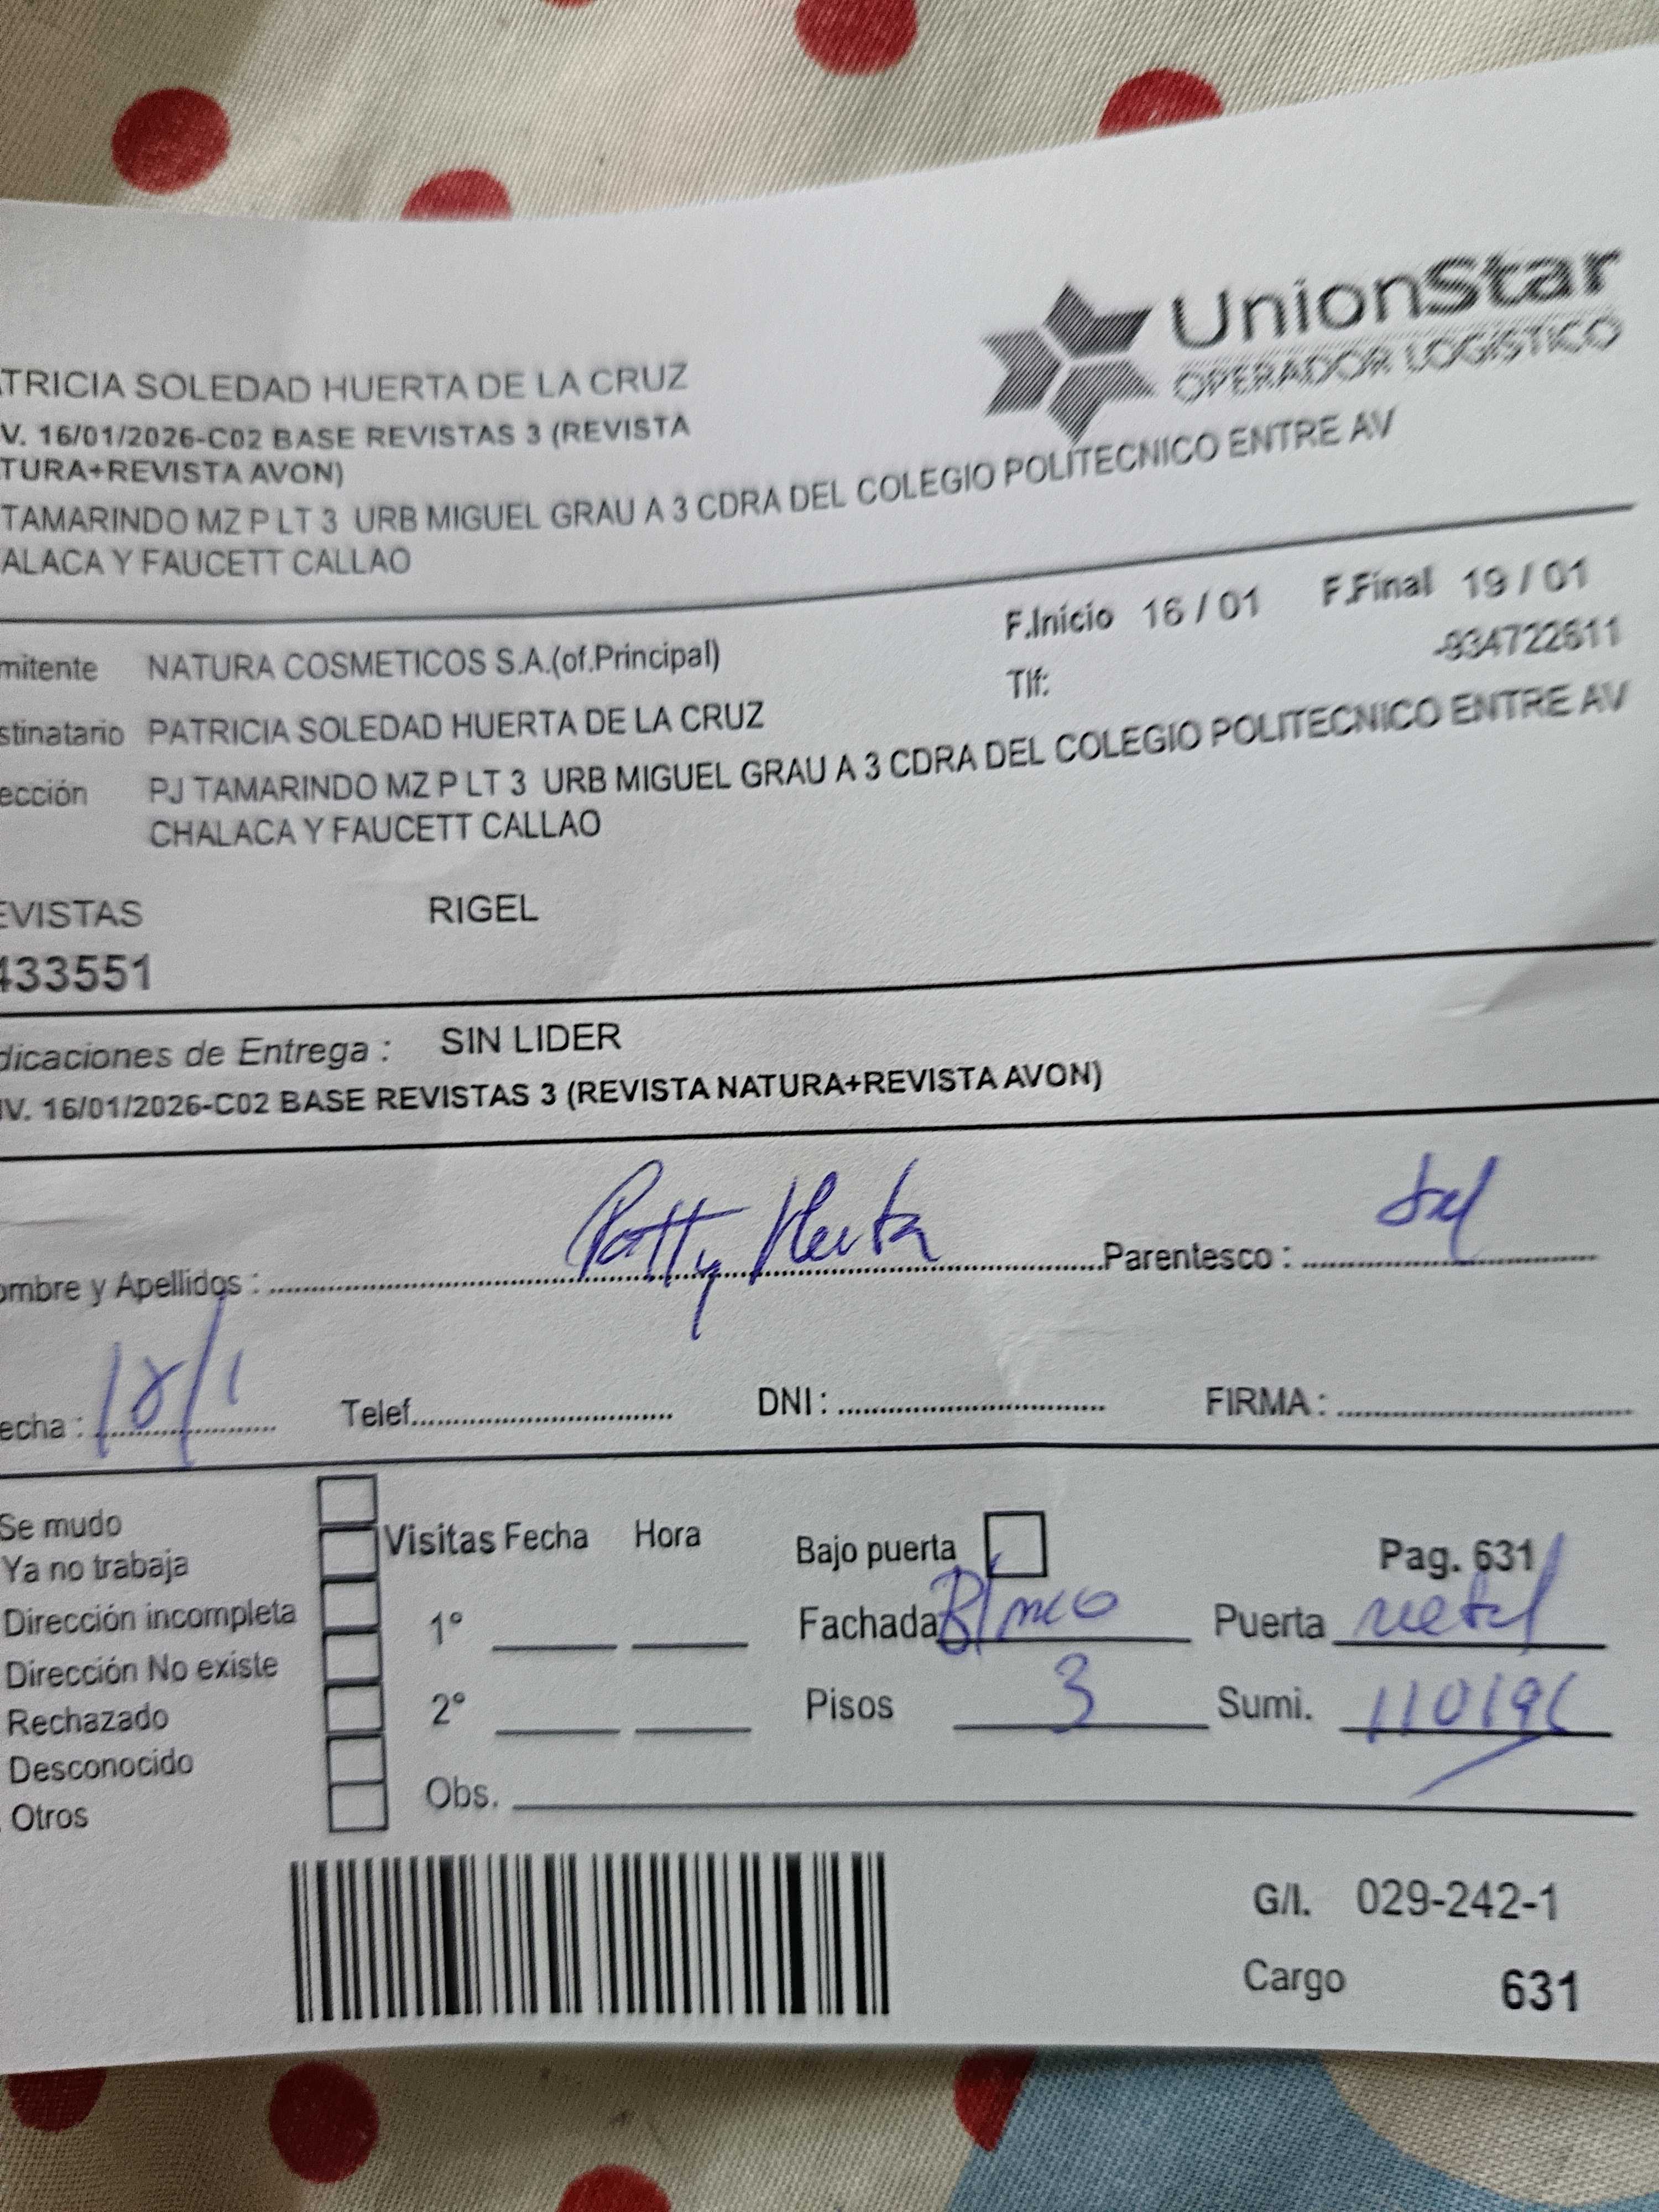 UnionStar
OPERADOR LOGISTICO
TRICIA SOLEDAD HUERTA DE LA CRUZ
V. 16/01/2026-C02 BASE REVISTAS 3 (REVISTA
TURA+REVISTA AVON)
TAMARINDO MZ P LT 3 URB MIGUEL GRAU A 3 CDRA DEL COLEGIO POLITECNICO ENTRE AV
ALACA Y FAUCETT CALLAO
F.Inicio 16 / 01 F.Final 19 / 01
mitente NATURA COSMETICOS S.A.(of.Principal)
Tlf: -934722611
stinatario PATRICIA SOLEDAD HUERTA DE LA CRUZ
ección PJ TAMARINDO MZ P LT 3 URB MIGUEL GRAU A 3 CDRA DEL COLEGIO POLITECNICO ENTRE AV
CHALACA Y FAUCETT CALLAO
EVISTAS RIGEL
433551
dicaciones de Entrega : SIN LIDER
V. 16/01/2026-C02 BASE REVISTAS 3 (REVISTA NATURA+REVISTA AVON)
ombre y Apellidos : Patty Huerta Parentesco :
echa : 18/1 Telef. DNI : FIRMA :
Se mudo
Ya no trabaja
Dirección incompleta
Dirección No existe
Rechazado
Desconocido
Otros
Visitas Fecha Hora
1°
2°
Obs.
Bajo puerta Pag. 631
Fachada Blnco Puerta metal
Pisos 3 Sumi.
G/I. 029-242-1
Cargo 631